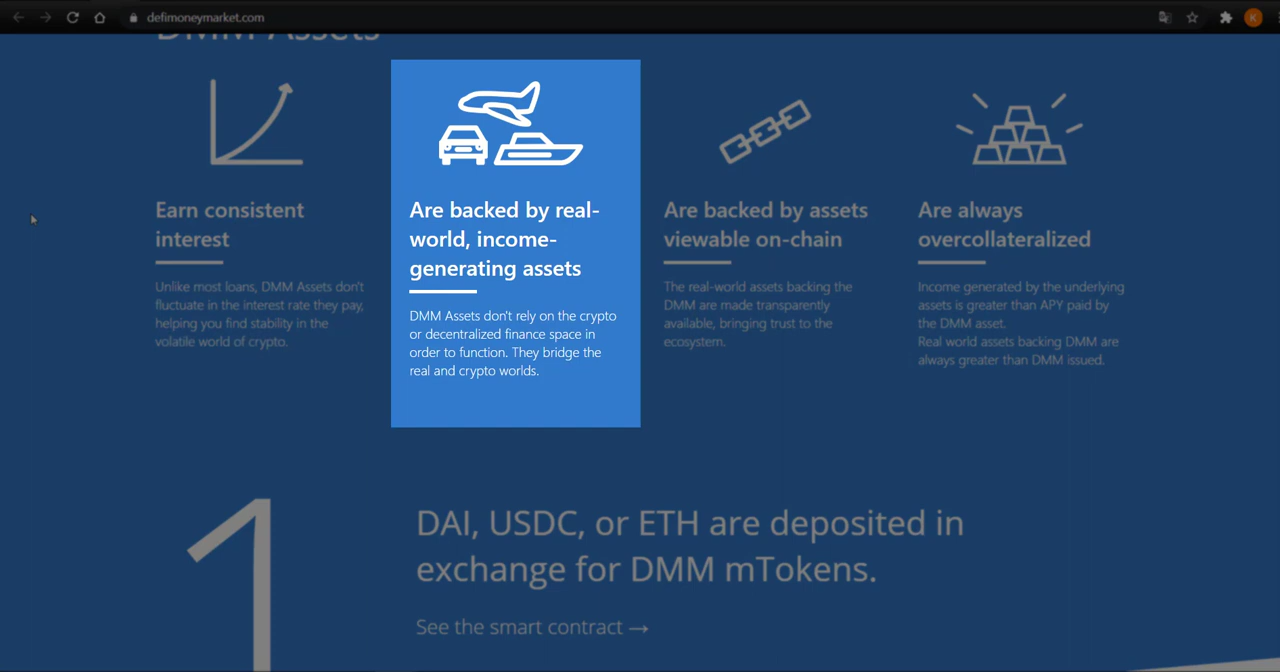 defimoneymarket.com
K
DMM Assets
Earn consistent
interest
Unlike most loans, DMM Assets don't
fluctuate in the interest rate they pay,
helping you find stability in the
volatile world of crypto.
Are backed by real-
world, income-
generating assets
DMM Assets don't rely on the crypto
or decentralized finance space in
order to function. They bridge the
real and crypto worlds.
Are backed by assets
viewable on-chain
The real-world assets backing the
DMM are made transparently
available, bringing trust to the
ecosystem.
Are always
overcollateralized
Income generated by the underlying
assets is greater than APY paid by
the DMM asset.
Real world assets backing DMM are
always greater than DMM issued.
1
DAI, USDC, or ETH are deposited in
exchange for DMM mTokens.
See the smart contract →